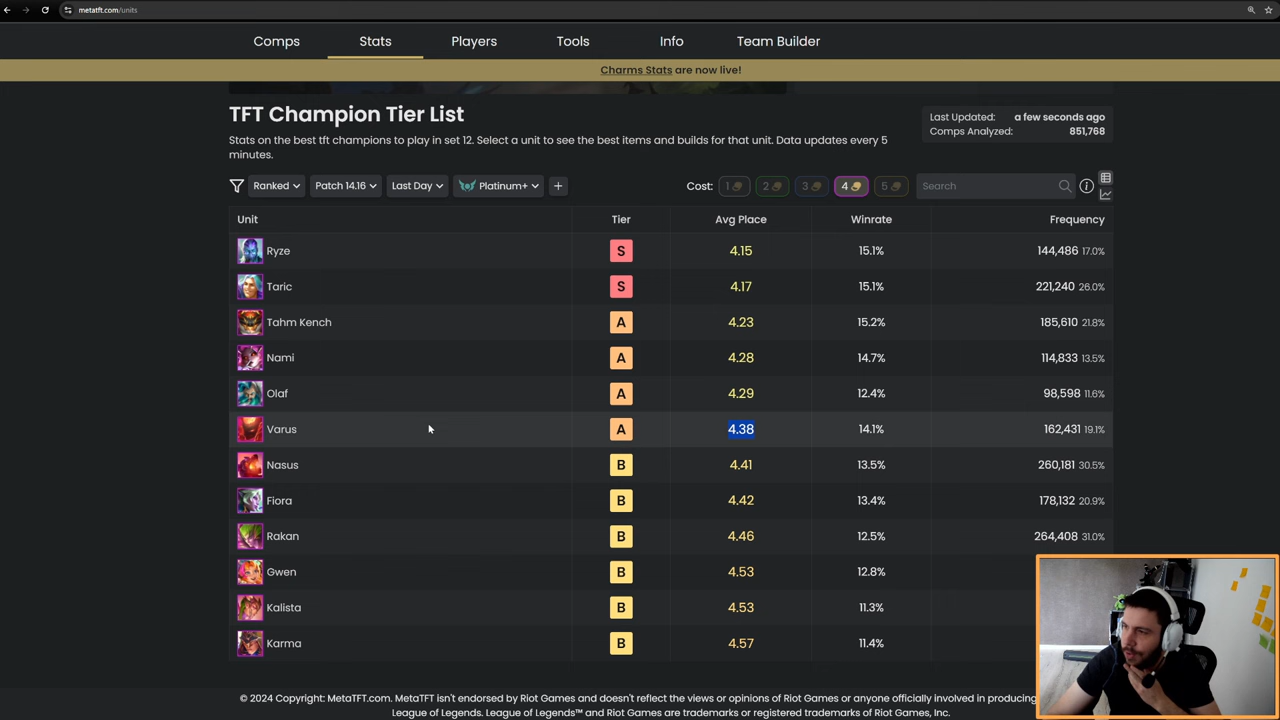 metatft.com/units
Comps Stats Players Tools Info Team Builder
Charms Stats are now live!
TFT Champion Tier List
Stats on the best tft champions to play in set 12. Select a unit to see the best items and builds for that unit. Data updates every 5
minutes.
Last Updated: a few seconds ago
Comps Analyzed: 851,768
Ranked Patch 14.16 Last Day Platinum+ + Cost: 1 2 3 4 5 Search
Unit Tier Avg Place Winrate Frequency
Ryze S 4.15 15.1% 144,486 17.0%
Taric S 4.17 15.1% 221,240 26.0%
Tahm Kench A 4.23 15.2% 185,610 21.8%
Nami A 4.28 14.7% 114,833 13.5%
Olaf A 4.29 12.4% 98,598 11.6%
Varus A 4.38 14.1% 162,431 19.1%
Nasus B 4.41 13.5% 260,181 30.5%
Fiora B 4.42 13.4% 178,132 20.9%
Rakan B 4.46 12.5% 264,408 31.0%
Gwen B 4.53 12.8%
Kalista B 4.53 11.3%
Karma B 4.57 11.4%
© 2024 Copyright: MetaTFT.com. MetaTFT isn't endorsed by Riot Games and doesn't reflect the views or opinions of Riot Games or anyone officially involved in producing
League of Legends. League of Legends™ and Riot Games are trademarks or registered trademarks of Riot Games, Inc.